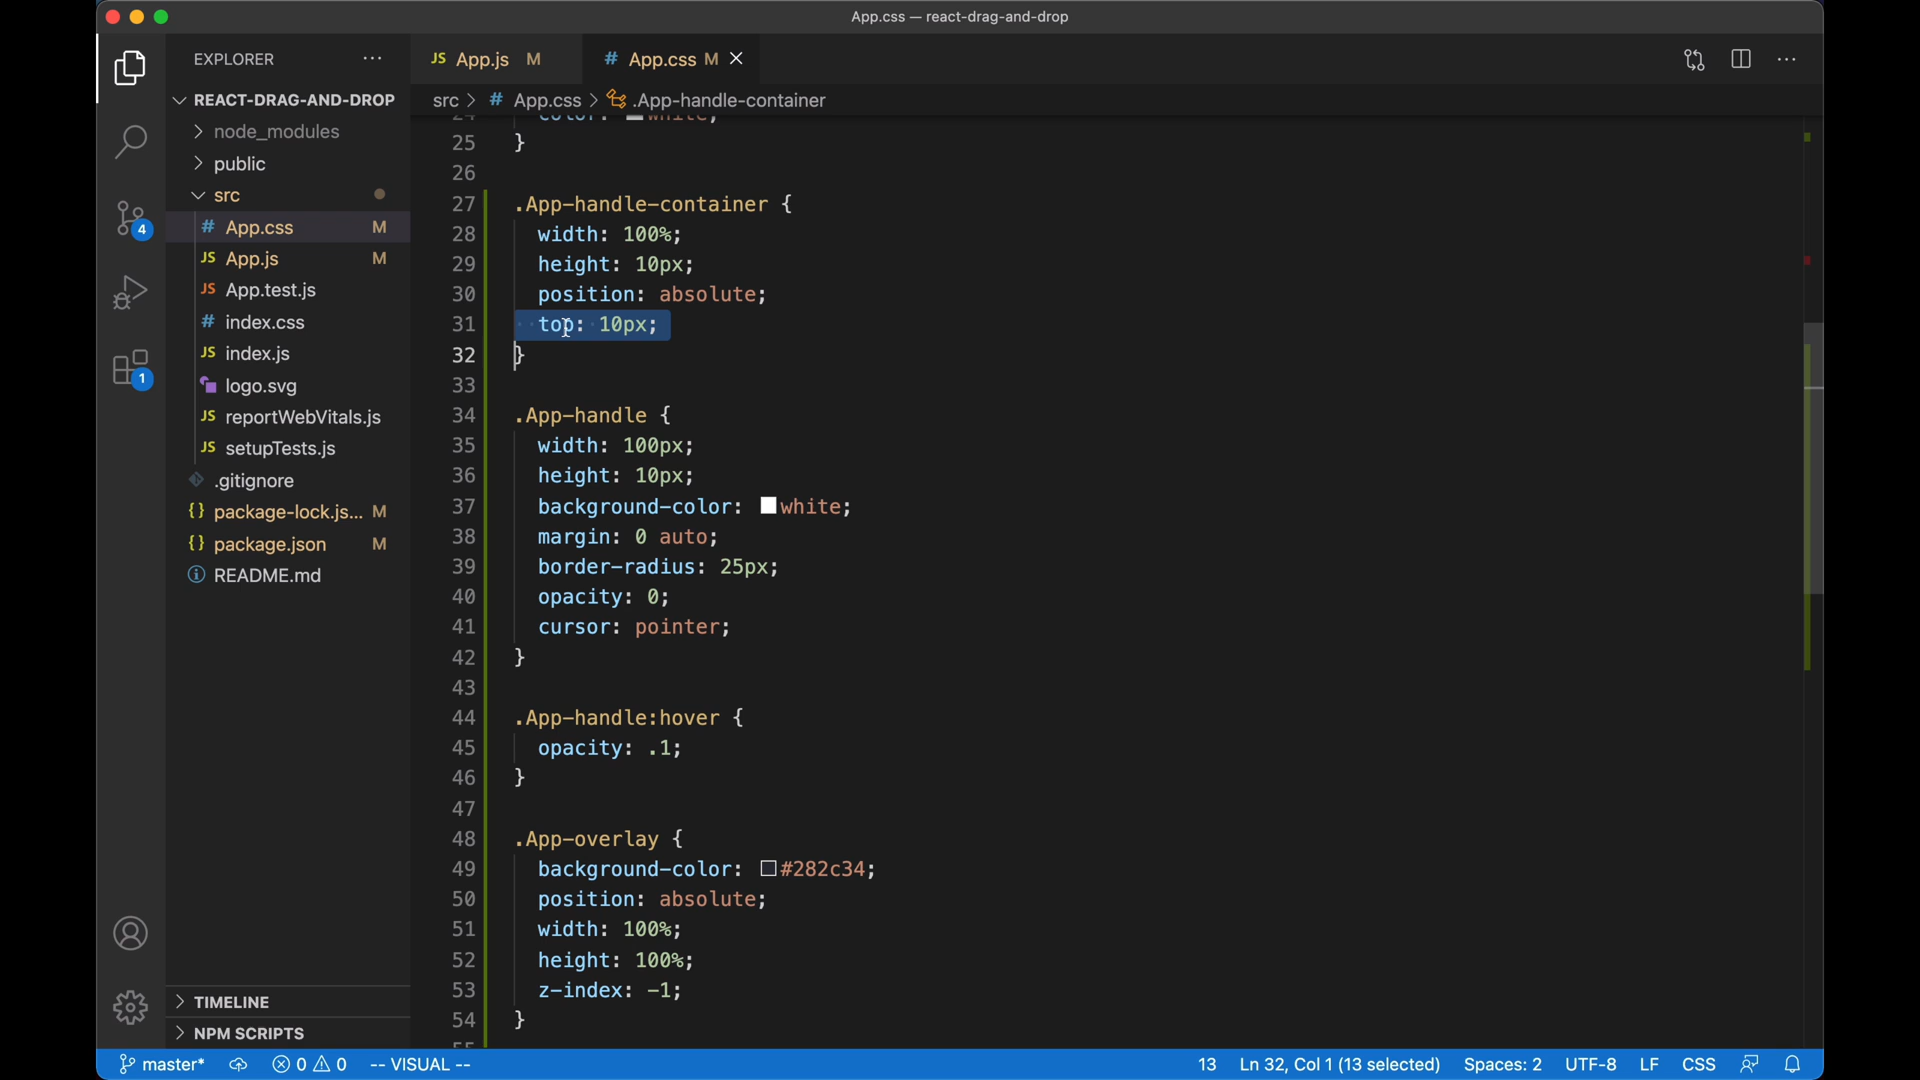 App.css — react-drag-and-drop
EXPLORER
JS App.js M
# App.css M
REACT-DRAG-AND-DROP
src > # App.css > .App-handle-container
node_modules
public
src
# App.css M
JS App.js M
JS App.test.js
# index.css
JS index.js
logo.svg
JS reportWebVitals.js
JS setupTests.js
.gitignore
{} package-lock.js... M
{} package.json M
README.md
TIMELINE
NPM SCRIPTS
4
1
24 color: white;
25 }
26
27 .App-handle-container {
28 width: 100%;
29 height: 10px;
30 position: absolute;
31 top: 10px;
32 }
33
34 .App-handle {
35 width: 100px;
36 height: 10px;
37 background-color: white;
38 margin: 0 auto;
39 border-radius: 25px;
40 opacity: 0;
41 cursor: pointer;
42 }
43
44 .App-handle:hover {
45 opacity: .1;
46 }
47
48 .App-overlay {
49 background-color: #282c34;
50 position: absolute;
51 width: 100%;
52 height: 100%;
53 z-index: -1;
54 }
55
master* 0 0 -- VISUAL -- 13 Ln 32, Col 1 (13 selected) Spaces: 2 UTF-8 LF CSS